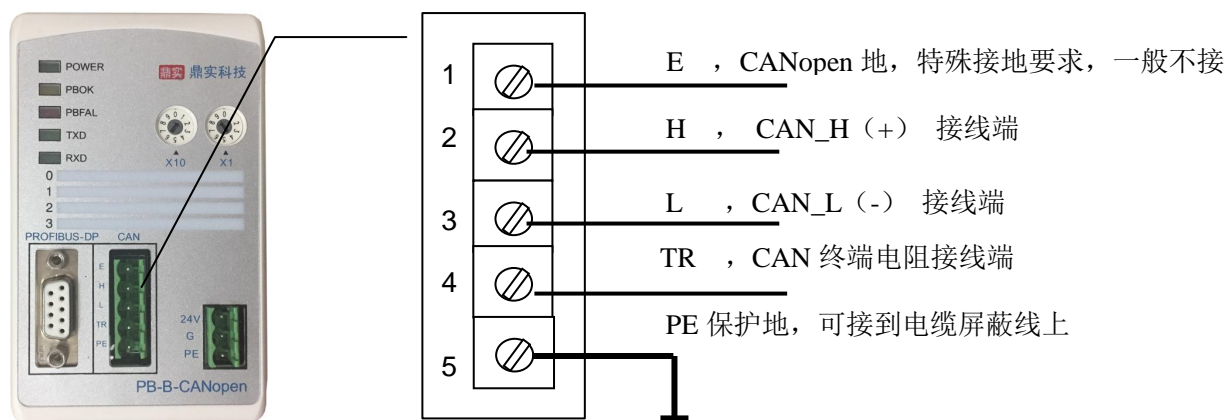 POWER
PBOK
PBFAL
TXD
RXD
鼎实 鼎实科技
X10 X1
0
1
2
3
PROFIBUS-DP CAN
E
H
L
TR
PE
24V
G
PE
PB-B-CANopen
1 E ，CANopen 地，特殊接地要求，一般不接
2 H ， CAN_H（+） 接线端
3 L ，CAN_L（-） 接线端
4 TR ，CAN 终端电阻接线端
5 PE 保护地，可接到电缆屏蔽线上